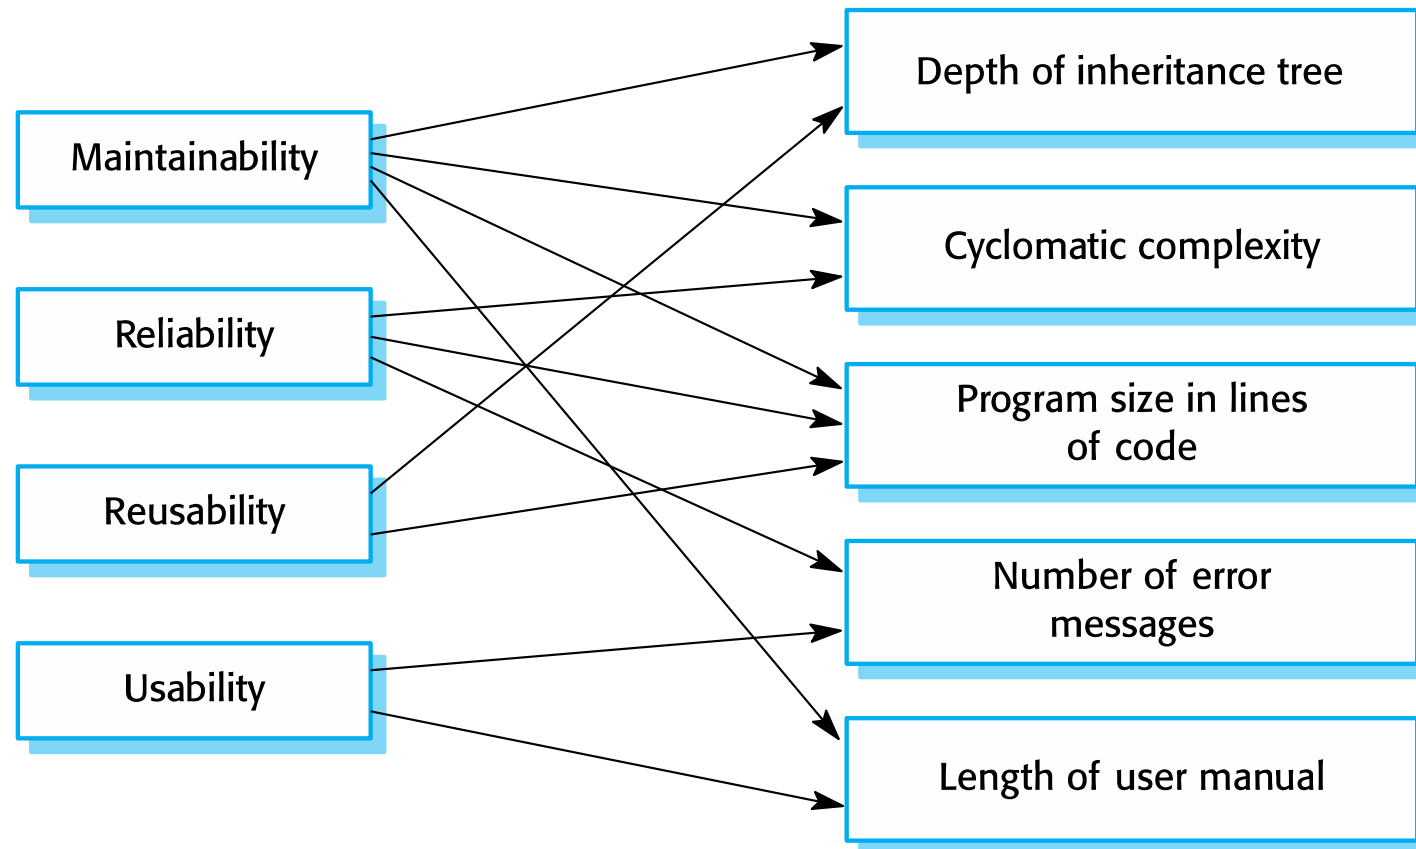 Maintainability
Reliability
Reusability
Usability
Depth of inheritance tree
Cyclomatic complexity
Program size in lines
of code
Number of error
messages
Length of user manual